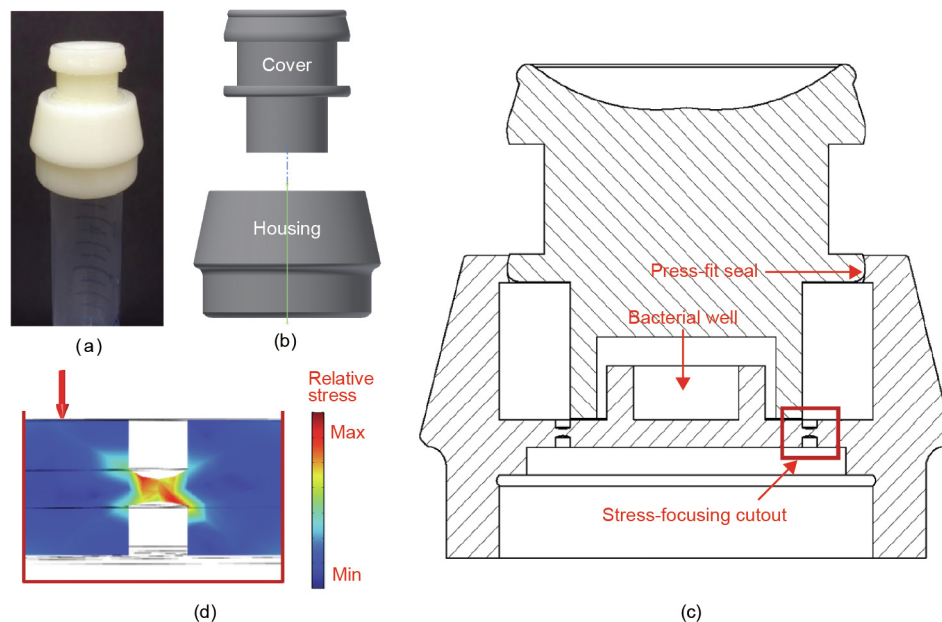 Cover
Housing
(a)
(b)
Press-fit seal
Bacterial well
Stress-focusing cutout
(c)
Relative
stress
Max
Min
(d)